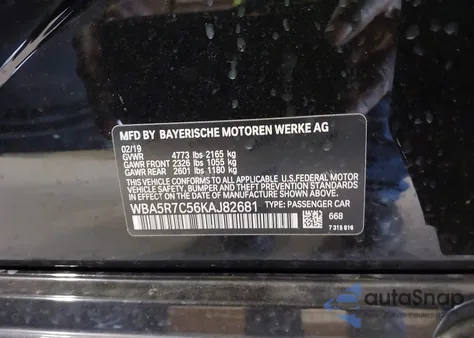 MFD BY BAYERISCHE MOTOREN WERKE AG
02/19
GVWR 4773 lbs 2165 kg
GAWR FRONT 2326 lbs 1055 kg
GAWR REAR 2601 lbs 1180 kg
THIS VEHICLE CONFORMS TO ALL APPLICABLE U.S. FEDERAL MOTOR
VEHICLE SAFETY, BUMPER AND THEFT PREVENTION STANDARDS
IN EFFECT ON THE DATE OF MANUFACTURE SHOWN ABOVE.
WBA5R7C56KAJ82681 TYPE: PASSENGER CAR
668
7 315 816
autoSnap